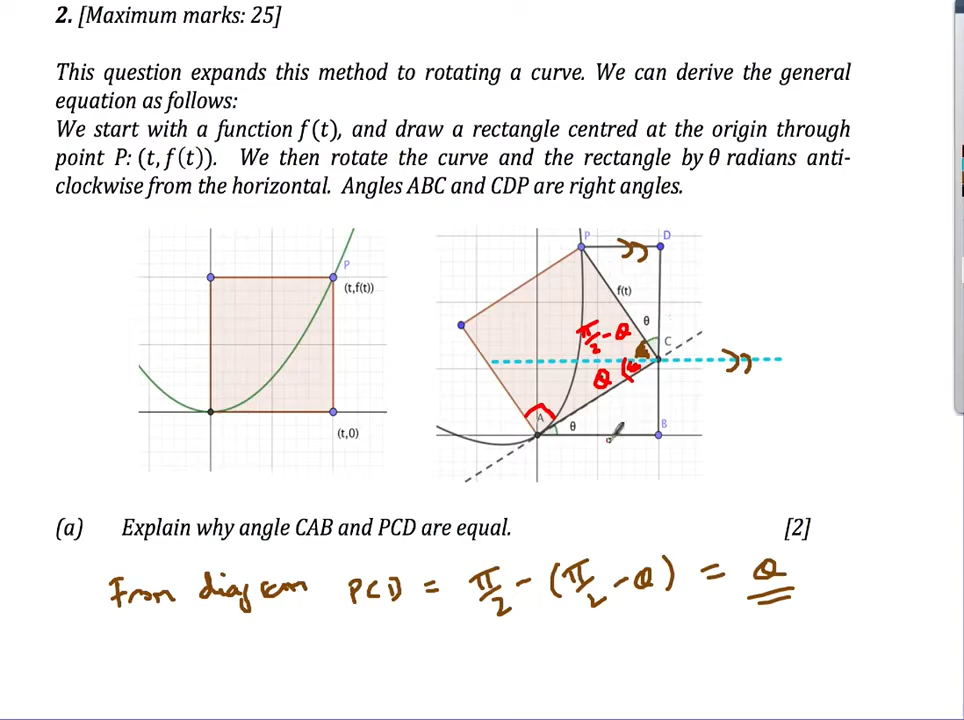 2. [Maximum marks: 25]
This question expands this method to rotating a curve. We can derive the general
equation as follows:
We start with a function f(t), and draw a rectangle centred at the origin through
point P: (t, f(t)). We then rotate the curve and the rectangle by θ radians anti-
clockwise from the horizontal. Angles ABC and CDP are right angles.
P
(t,f(t))
(t,0)
P
D
f(t)
θ
π/2 - θ
C
θ
A
θ
B
(a) Explain why angle CAB and PCD are equal. [2]
From diagram PCD = π/2 - (π/2 - θ) = θ